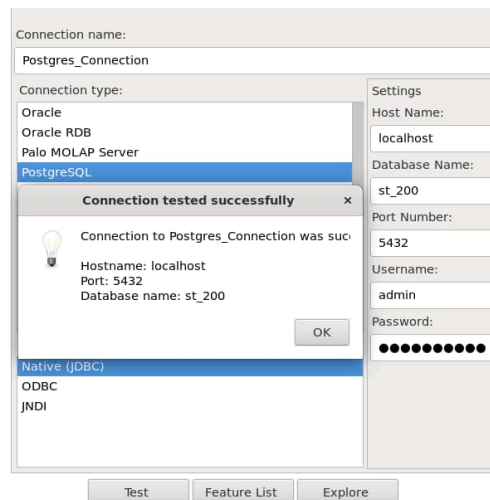 Connection name:
Postgres_Connection
Connection type:
Oracle
Oracle RDB
Palo MOLAP Server
PostgreSQL
Connection tested successfully
×
Connection to Postgres_Connection was
Hostname: localhost
Port: 5432
Database name: st_200
OK
Native (JDBC)
ODBC
JNDI
Settings
Host Name:
localhost
Database Name:
st_200
Port Number:
5432
Username:
admin
Password:
●●●●●●●●●●
Test
Feature List
Explore